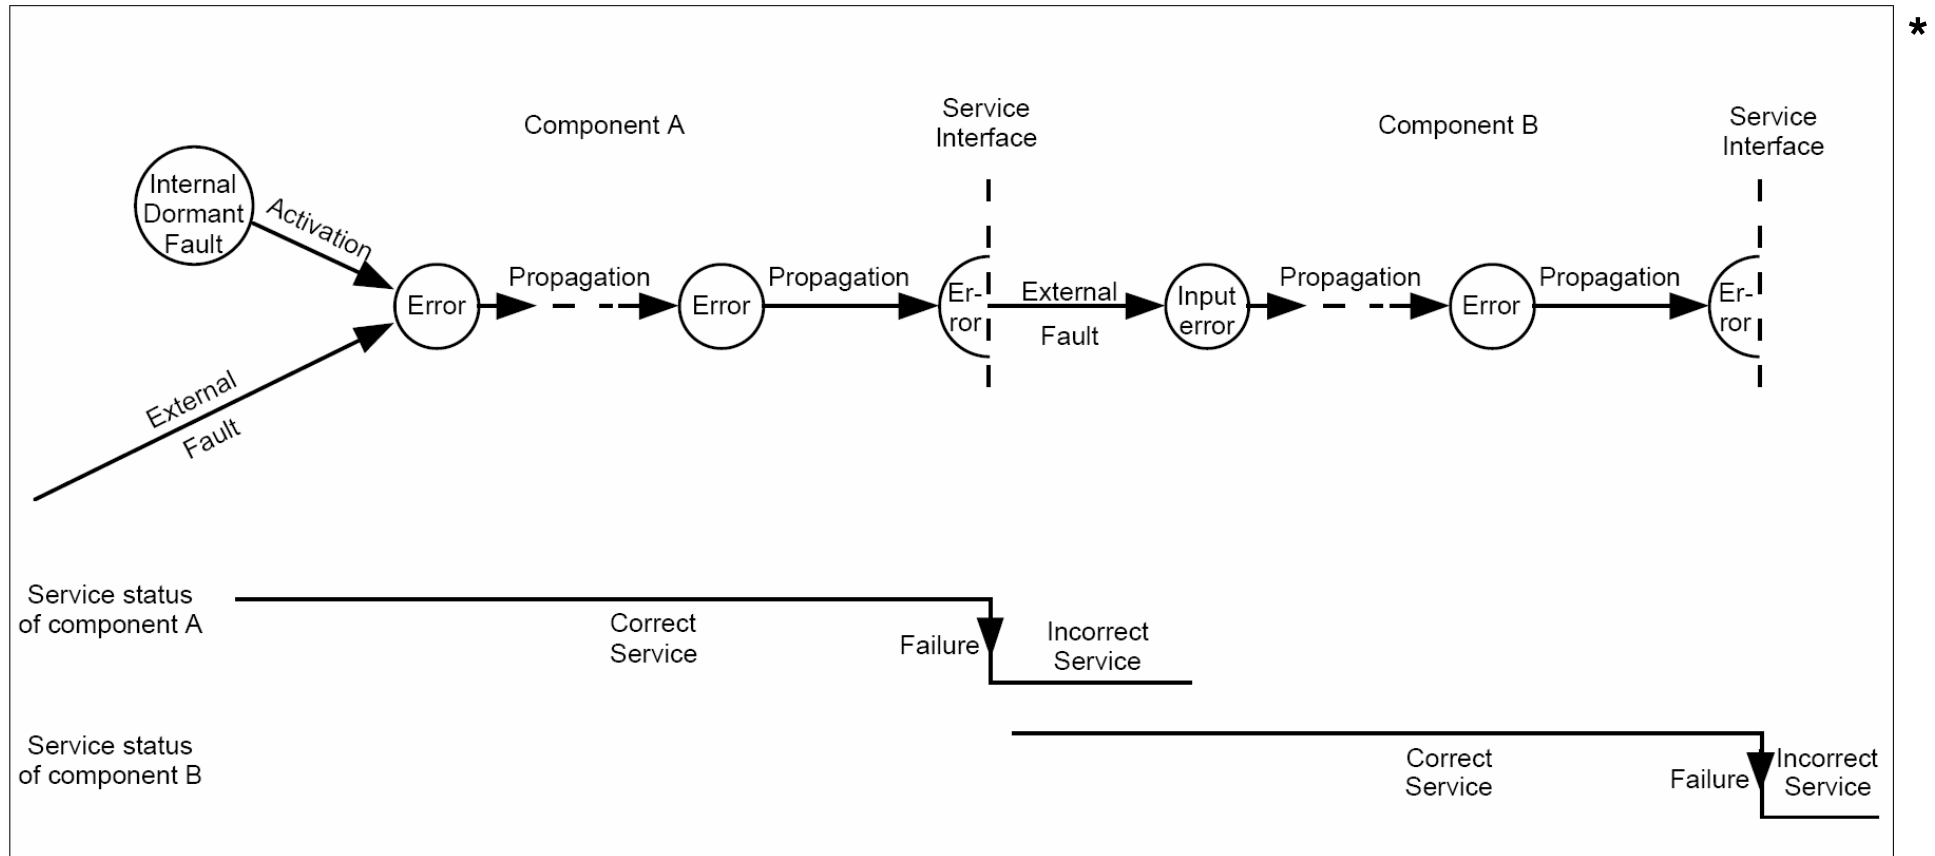 *
Component A
Service
Interface
Component B
Service
Interface
Internal
Dormant
Fault
Activation
Error
Propagation
Error
Propagation
Er-
ror
External
Fault
Input
error
Propagation
Error
Propagation
Er-
ror
External
Fault
Service status
of component A
Correct
Service
Failure
Incorrect
Service
Service status
of component B
Correct
Service
Failure
Incorrect
Service